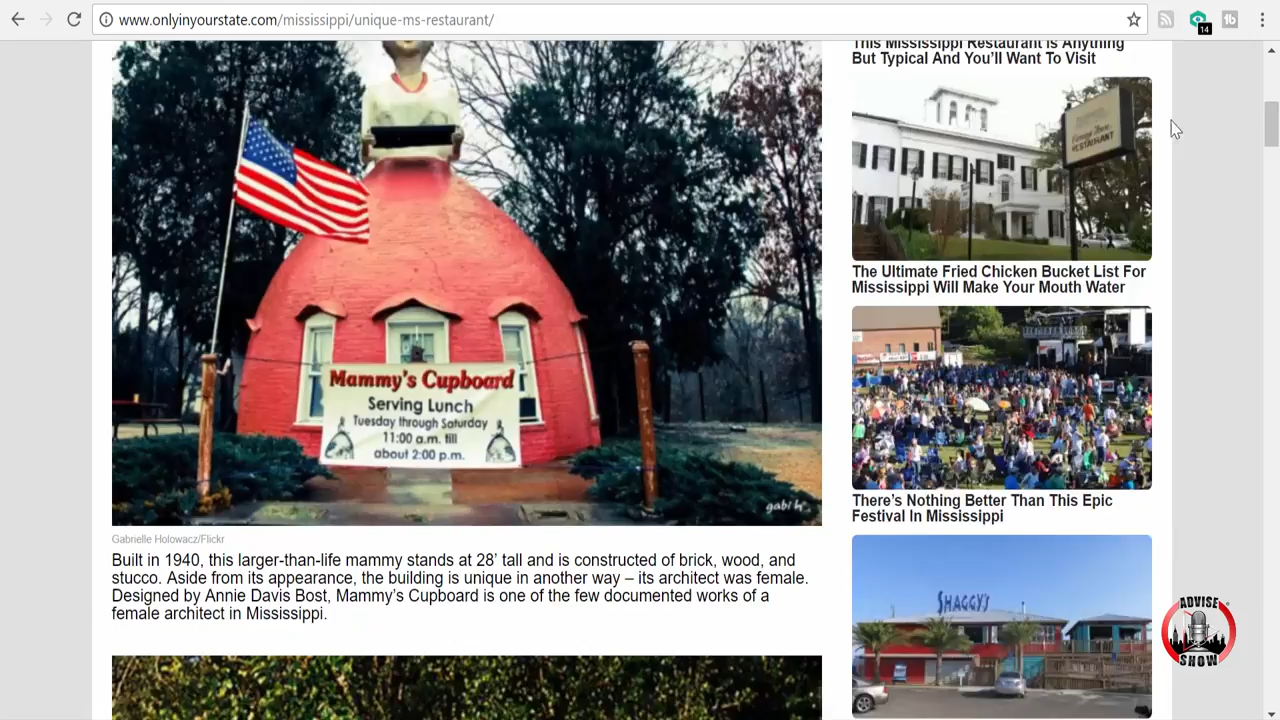 www.onlyinyourstate.com/mississippi/unique-ms-restaurant/
14
This Mississippi Restaurant Is Anything
But Typical And You'll Want To Visit
RESTAURANT
The Ultimate Fried Chicken Bucket List For
Mississippi Will Make Your Mouth Water
There's Nothing Better Than This Epic
Festival In Mississippi
SHAGGY'S
Mammy's Cupboard
Serving Lunch
Tuesday through Saturday
11:00 a.m. till
about 2:00 p.m.
gabi h.
Gabrielle Holowacz/Flickr
Built in 1940, this larger-than-life mammy stands at 28' tall and is constructed of brick, wood, and
stucco. Aside from its appearance, the building is unique in another way – its architect was female.
Designed by Annie Davis Bost, Mammy's Cupboard is one of the few documented works of a
female architect in Mississippi.
ADVISE
SHOW